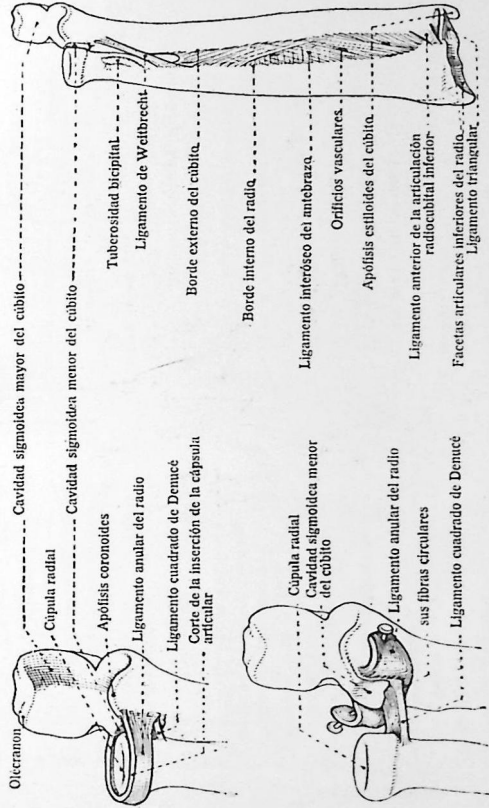 Olécrannon
Cavidad sigmoidea mayor del cúbito
Cúpula radial
Cavidad sigmoidea menor del cúbito
Apófisis coronoides
Ligamento anular del radio
Ligamento cuadrado de Denucé
Corte de la inserción de la cápsula
articular
Tuberosidad bicipital
Ligamento de Weitbrecht
Borde externo del cúbito
Borde interno del radio
Ligamento interóseo del antebrazo
Orificios vasculares
Apófisis estiloides del cúbito
Ligamento anterior de la articulación
radiocubital inferior
Facetas articulares inferiores del radio
Ligamento triangular
Cúpula radial
Cavidad sigmoidea menor
del cúbito
Ligamento anular del radio
sus fibras circulares
Ligamento cuadrado de Denucé